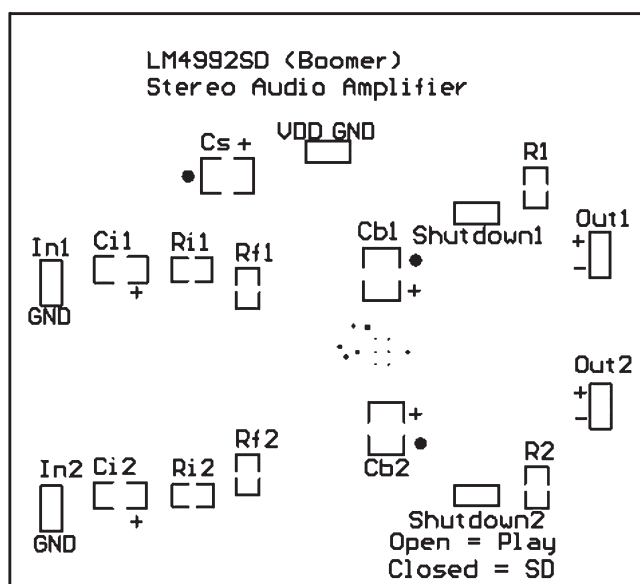 LM4992SD (Boomer)
Stereo Audio Amplifier
VDD GND
Cs +
R1
Out1
+
-
Shutdown1
Cb1
+
In1
GND
Ci1
+
Ri1
Rf1
Out2
+
-
+
Cb2
R2
Rf2
Ri2
Ci2
+
In2
GND
Shutdown2
Open = Play
Closed = SD